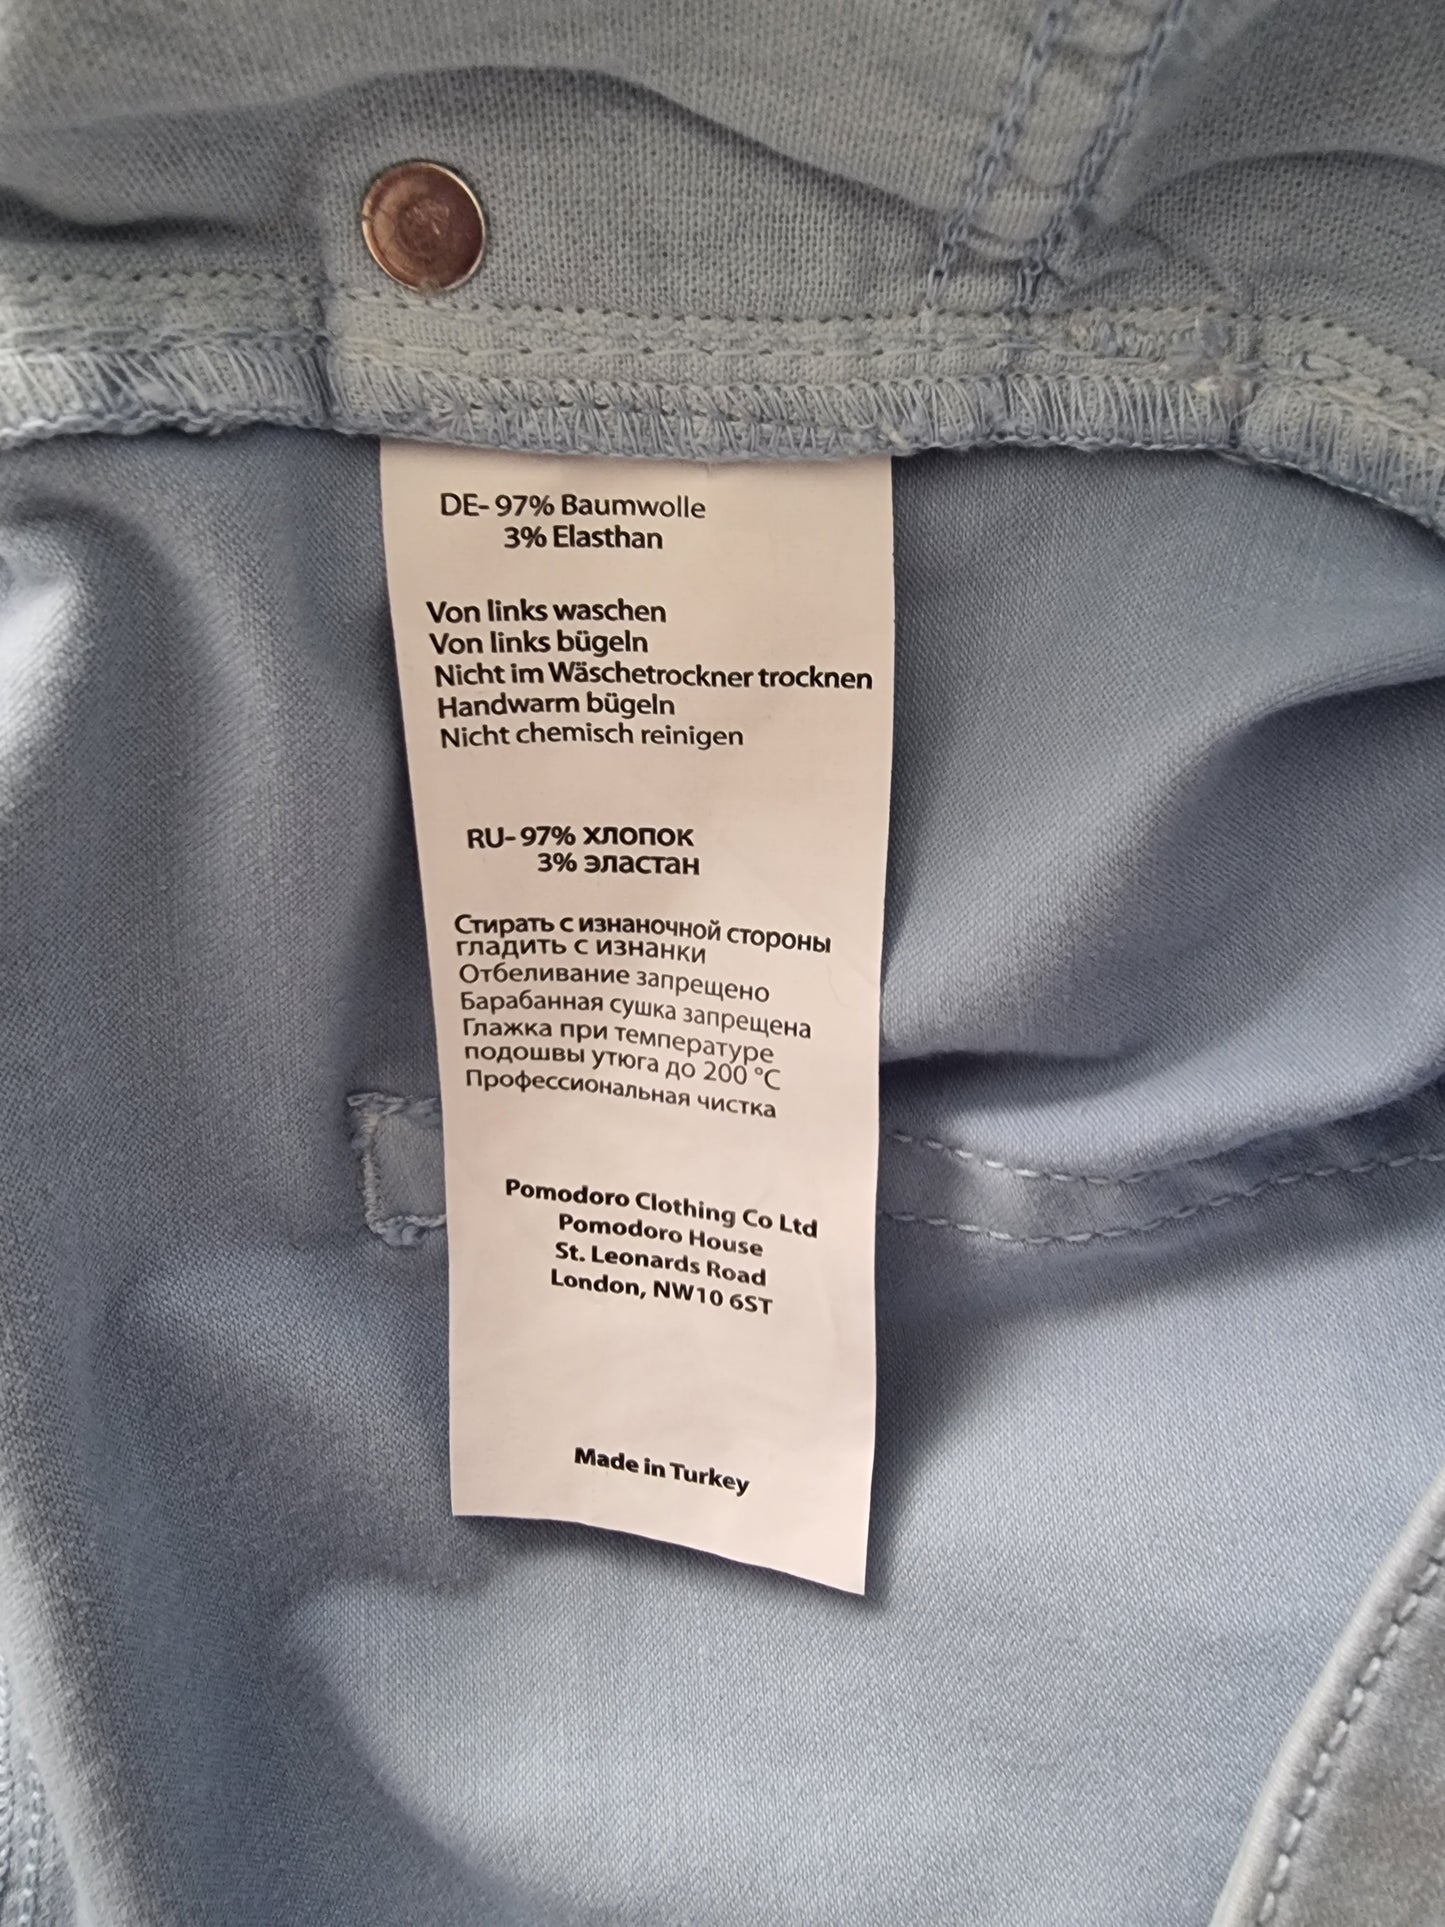 DE- 97% Baumwolle
3% Elasthan
Von links waschen
Von links bügeln
Nicht im Wäschetrockner trocknen
Handwarm bügeln
Nicht chemisch reinigen
RU- 97% хлопок
3% эластан
Стирать с изнаночной стороны
гладить с изнанки
Отбеливание запрещено
Барабанная сушка запрещена
Глажка при температуре
подошвы утюга до 200 °C
Профессиональная чистка
Pomodoro Clothing Co Ltd
Pomodoro House
St. Leonards Road
London, NW10 6ST
Made in Turkey